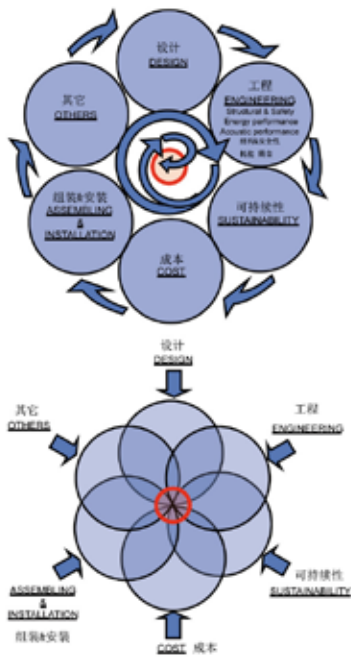 设计
DESIGN
工程
ENGINEERING
Structural & Safety
Energy performance
Acoustic performance
其它
OTHERS
组装&安装
ASSEMBLING
&
INSTALLATION
可持续性
SUSTAINABILITY
成本
COST
设计
DESIGN
其它
OTHERS
工程
ENGINEERING
ASSEMBLING
&
INSTALLATION
组装&安装
可持续性
SUSTAINABILITY
COST 成本